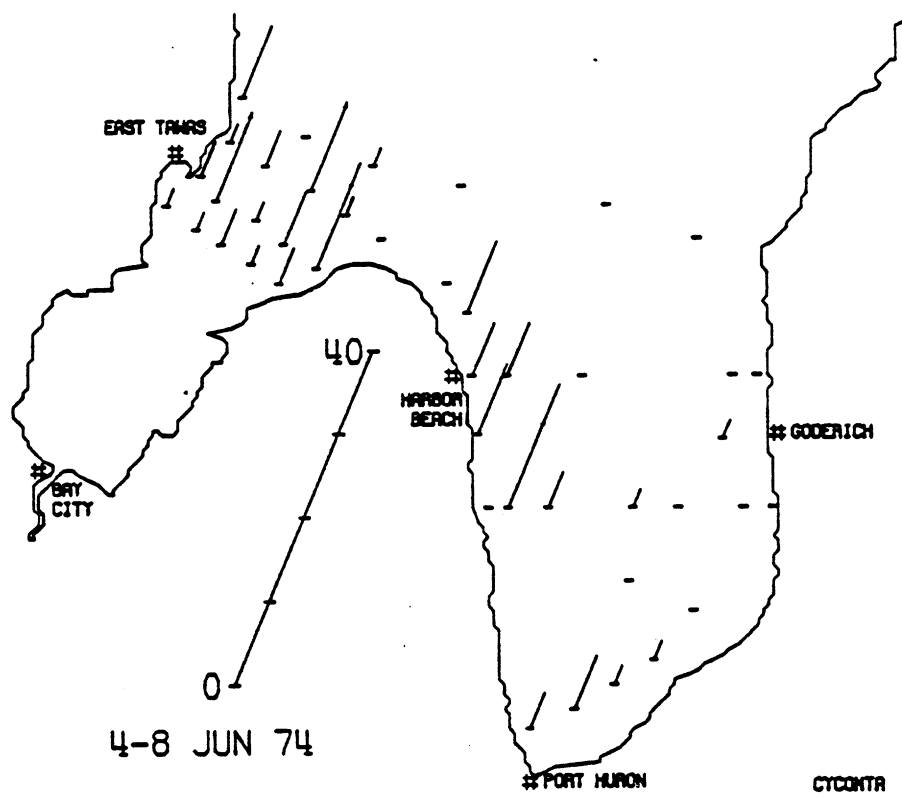 EAST TAWAS
#
40
#
HARBOR
BEACH
# GODERICH
#
BAY
CITY
0
4-8 JUN 74
# PORT HURON
CYCONTR